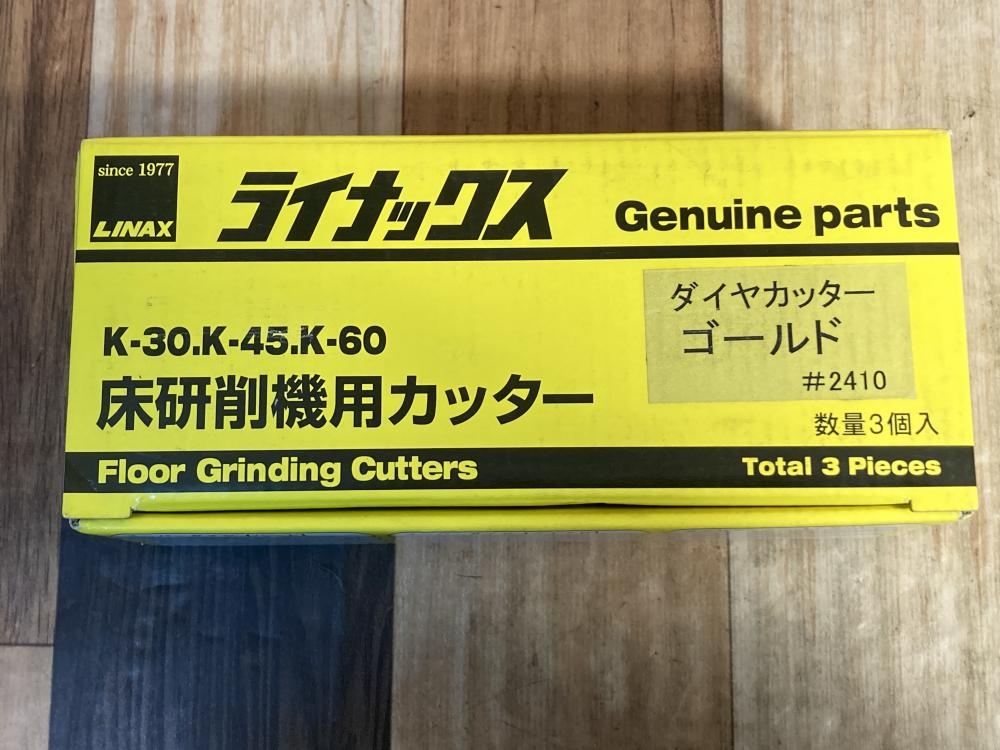 since 1977
LINAX
ライナックス
Genuine parts
ダイヤカッター
ゴールド
#2410
K-30.K-45.K-60
床研削機用カッター
数量3個入
Floor Grinding Cutters
Total 3 Pieces